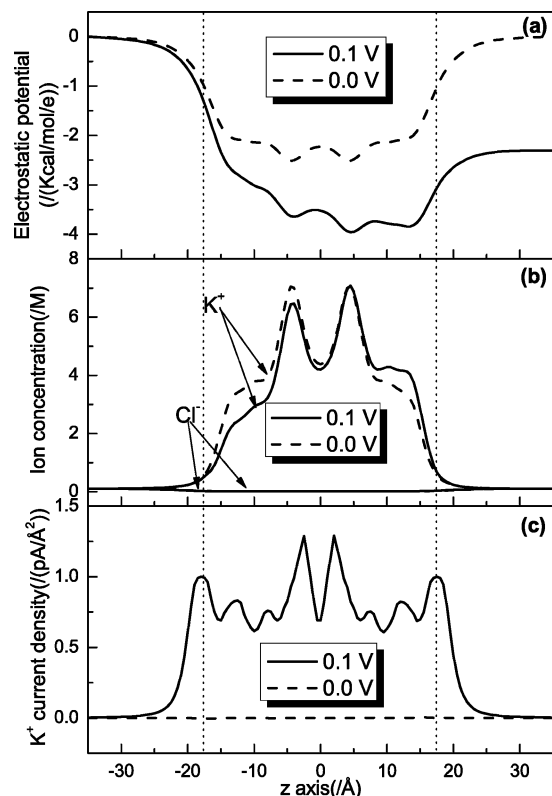 (a)
0
-1
-2
-3
-4
Electrostatic potential
(/(Kcal/mol/e))
0.1 V
0.0 V
(b)
8
6
4
2
0
Ion concentration(/M)
K⁺
Cl⁻
0.1 V
0.0 V
(c)
1.5
1.0
0.5
0.0
K⁺ current density(/(pA/Å²))
0.1 V
0.0 V
-30 -20 -10 0 10 20 30
z axis(/Å)